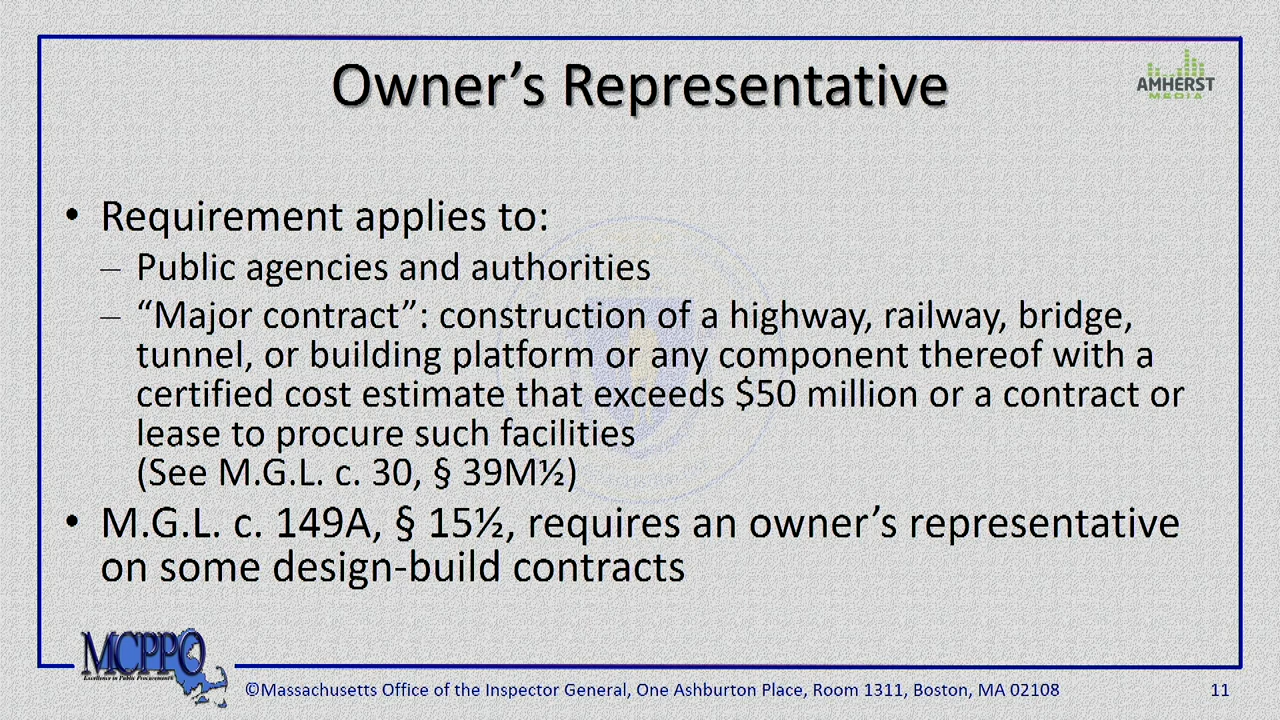 Owner’s Representative
AMHERST
MEDIA
• Requirement applies to:
– Public agencies and authorities
– “Major contract”: construction of a highway, railway, bridge,
tunnel, or building platform or any component thereof with a
certified cost estimate that exceeds $50 million or a contract or
lease to procure such facilities
(See M.G.L. c. 30, § 39M½)
• M.G.L. c. 149A, § 15½, requires an owner’s representative
on some design-build contracts
MCPPO
Excellence in Public Procurement
©Massachusetts Office of the Inspector General, One Ashburton Place, Room 1311, Boston, MA 02108
11